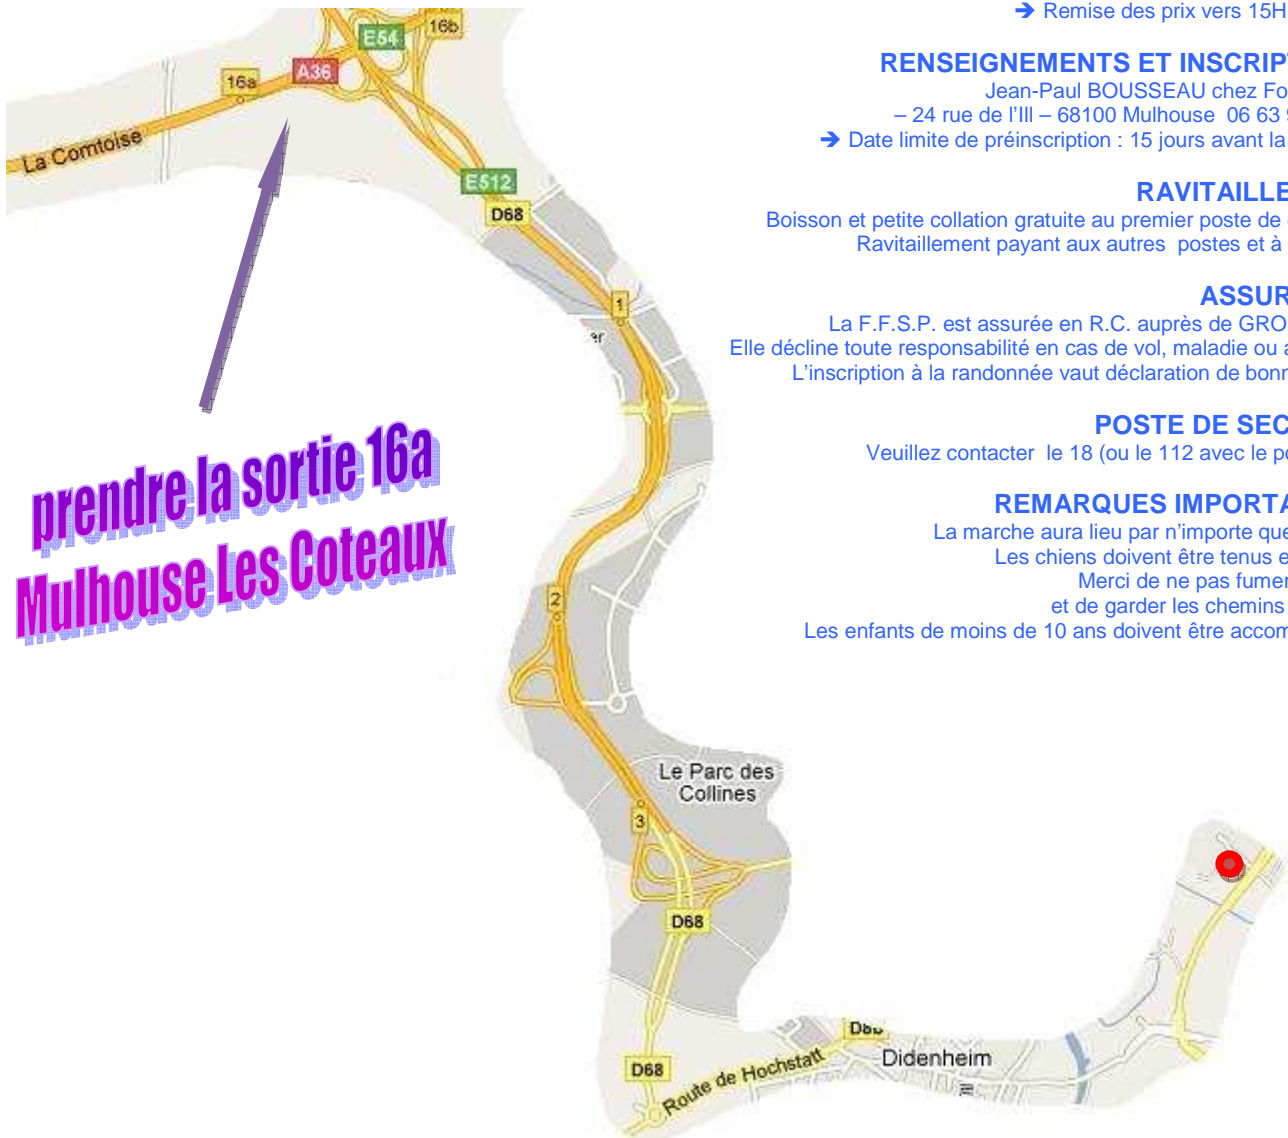 ➔ Remise des prix vers 15H
RENSEIGNEMENTS ET INSCRIPT
Jean-Paul BOUSSEAU chez Fo
– 24 rue de l'Ill – 68100 Mulhouse 06 63
➔ Date limite de préinscription : 15 jours avant la
RAVITAILLE
Boisson et petite collation gratuite au premier poste de
Ravitaillement payant aux autres postes et à
ASSUR
La F.F.S.P. est assurée en R.C. auprès de GRO
Elle décline toute responsabilité en cas de vol, maladie ou a
L'inscription à la randonnée vaut déclaration de bonn
POSTE DE SEC
Veuillez contacter le 18 (ou le 112 avec le po
REMARQUES IMPORTA
La marche aura lieu par n'importe que
Les chiens doivent être tenus e
Merci de ne pas fumer
et de garder les chemins
Les enfants de moins de 10 ans doivent être accom
16b
E54
A36
16a
La Comtoise
E512
D68
1
er
prendre la sortie 16a
Mulhouse Les Coteaux
2
Le Parc des
Collines
3
D68
Didenheim
D68
Route de Hochstatt